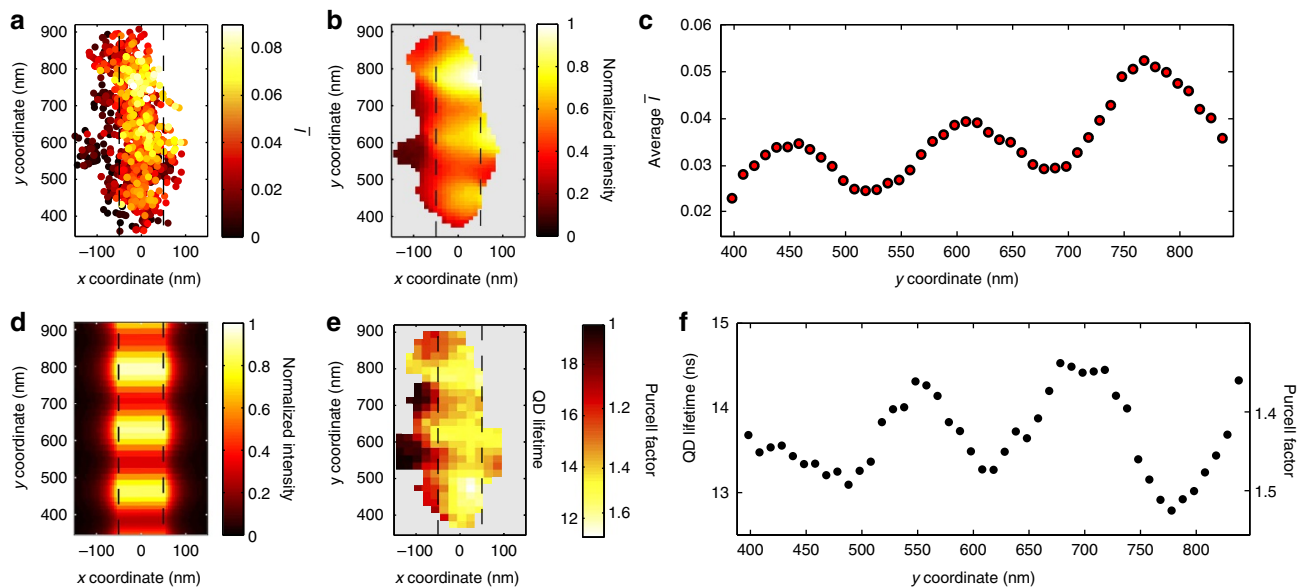 a
900
800
700
600
500
400
y coordinate (nm)
−100 0 100
x coordinate (nm)
0.08
0.06
0.04
0.02
0
I
b
900
800
700
600
500
400
y coordinate (nm)
−100 0 100
x coordinate (nm)
1
0.8
0.6
0.4
0.2
0
Normalized intensity
c
0.06
0.05
0.04
0.03
0.02
Average I
400 450 500 550 600 650 700 750 800
y coordinate (nm)
d
900
800
700
600
500
400
y coordinate (nm)
−100 0 100
x coordinate (nm)
1
0.8
0.6
0.4
0.2
0
Normalized intensity
e
900
800
700
600
500
400
y coordinate (nm)
−100 0 100
x coordinate (nm)
QD lifetime
18
16
14
12
1
1.2
1.4
1.6
Purcell factor
f
15
14
13
QD lifetime (ns)
400 450 500 550 600 650 700 750 800
y coordinate (nm)
1.4
1.5
Purcell factor